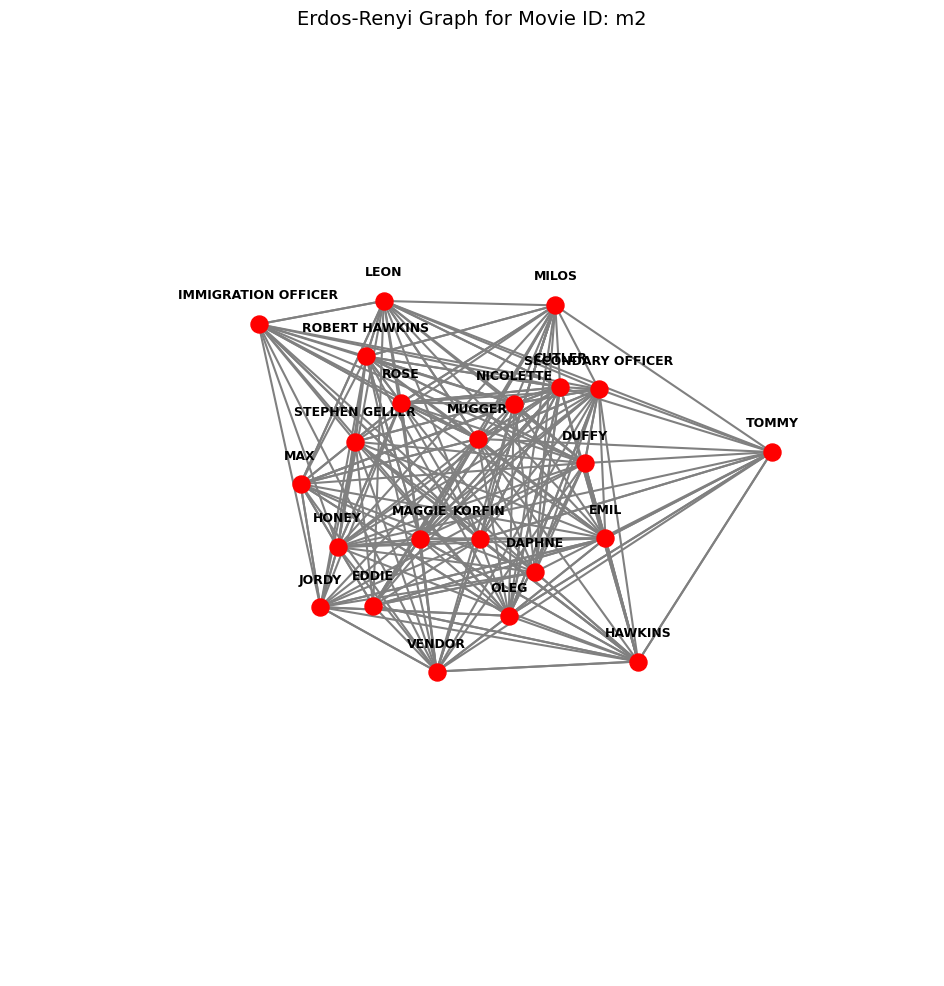 Erdos-Renyi Graph for Movie ID: m2
LEON
MILOS
IMMIGRATION OFFICER
ROBERT HAWKINS
CUTLER
SECONDARY OFFICER
ROSE
NICOLETTE
STEPHEN GELLER
MUGGER
TOMMY
DUFFY
MAX
HONEY
MAGGIE
KORFIN
EMIL
DAPHNE
JORDY
EDDIE
OLEG
HAWKINS
VENDOR